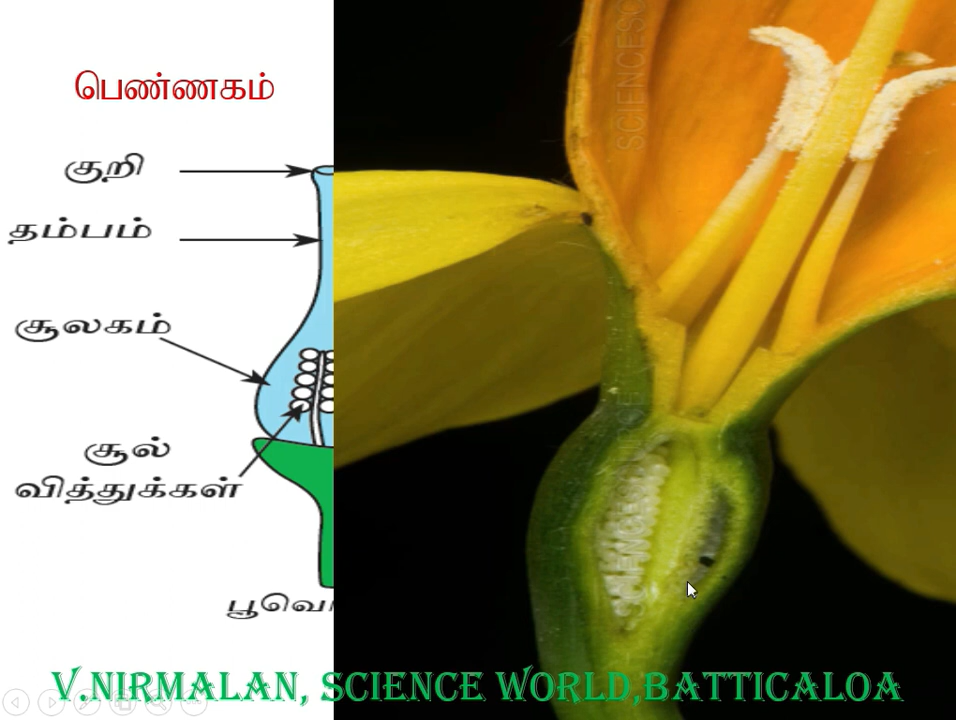 பெண்ணகம்
குறி
தம்பம்
சூலகம்
சூல்
வித்துக்கள்
V.NIRMALAN, SCIENCE WORLD,BATTICALOA